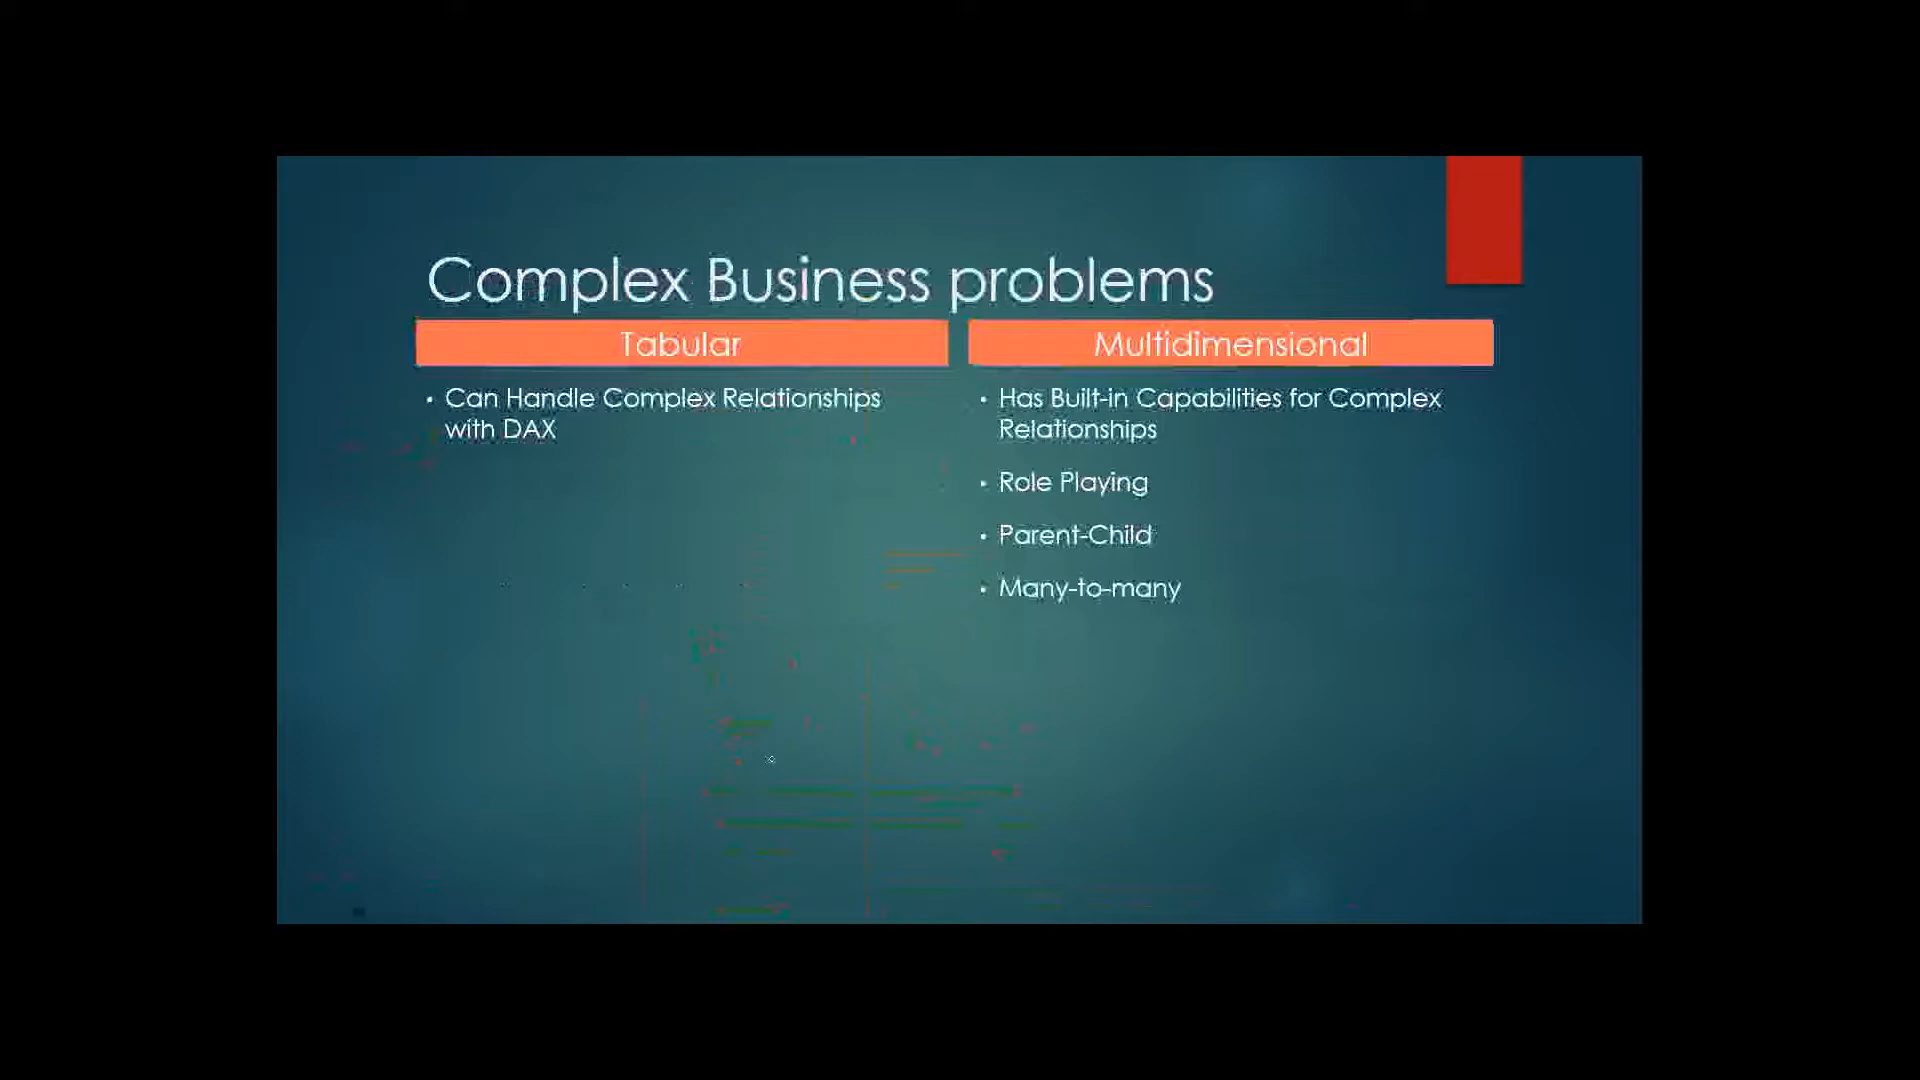 Complex Business problems
Tabular
• Can Handle Complex Relationships
with DAX
Multidimensional
• Has Built-in Capabilities for Complex
Relationships
• Role Playing
• Parent-Child
• Many-to-many